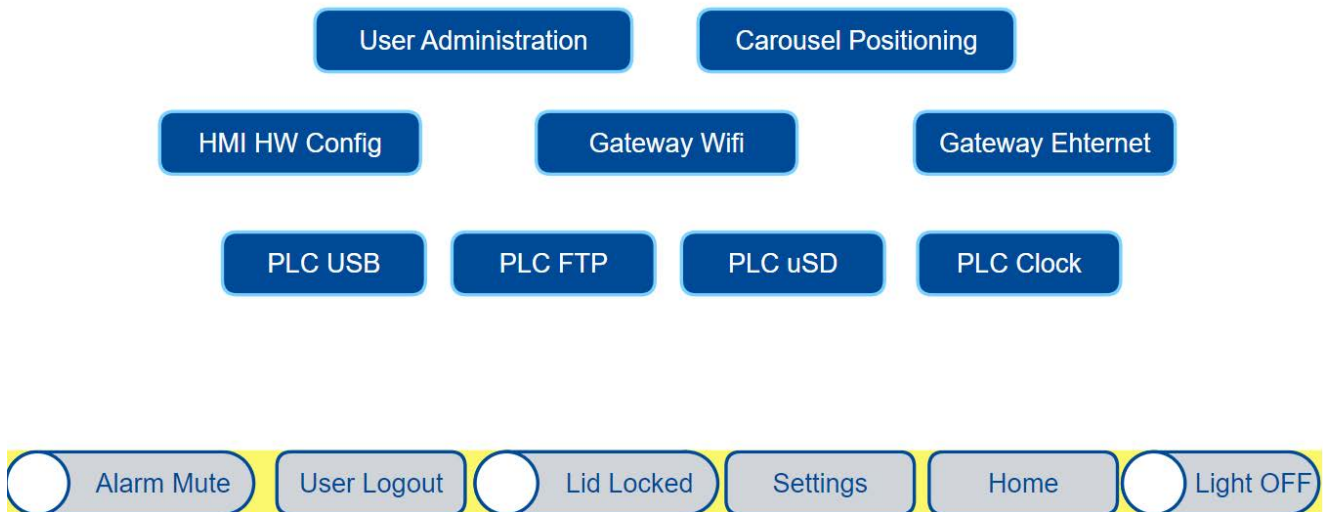 User Administration Carousel Positioning
HMI HW Config Gateway Wifi Gateway Ehternet
PLC USB PLC FTP PLC uSD PLC Clock
Alarm Mute User Logout Lid Locked Settings Home Light OFF